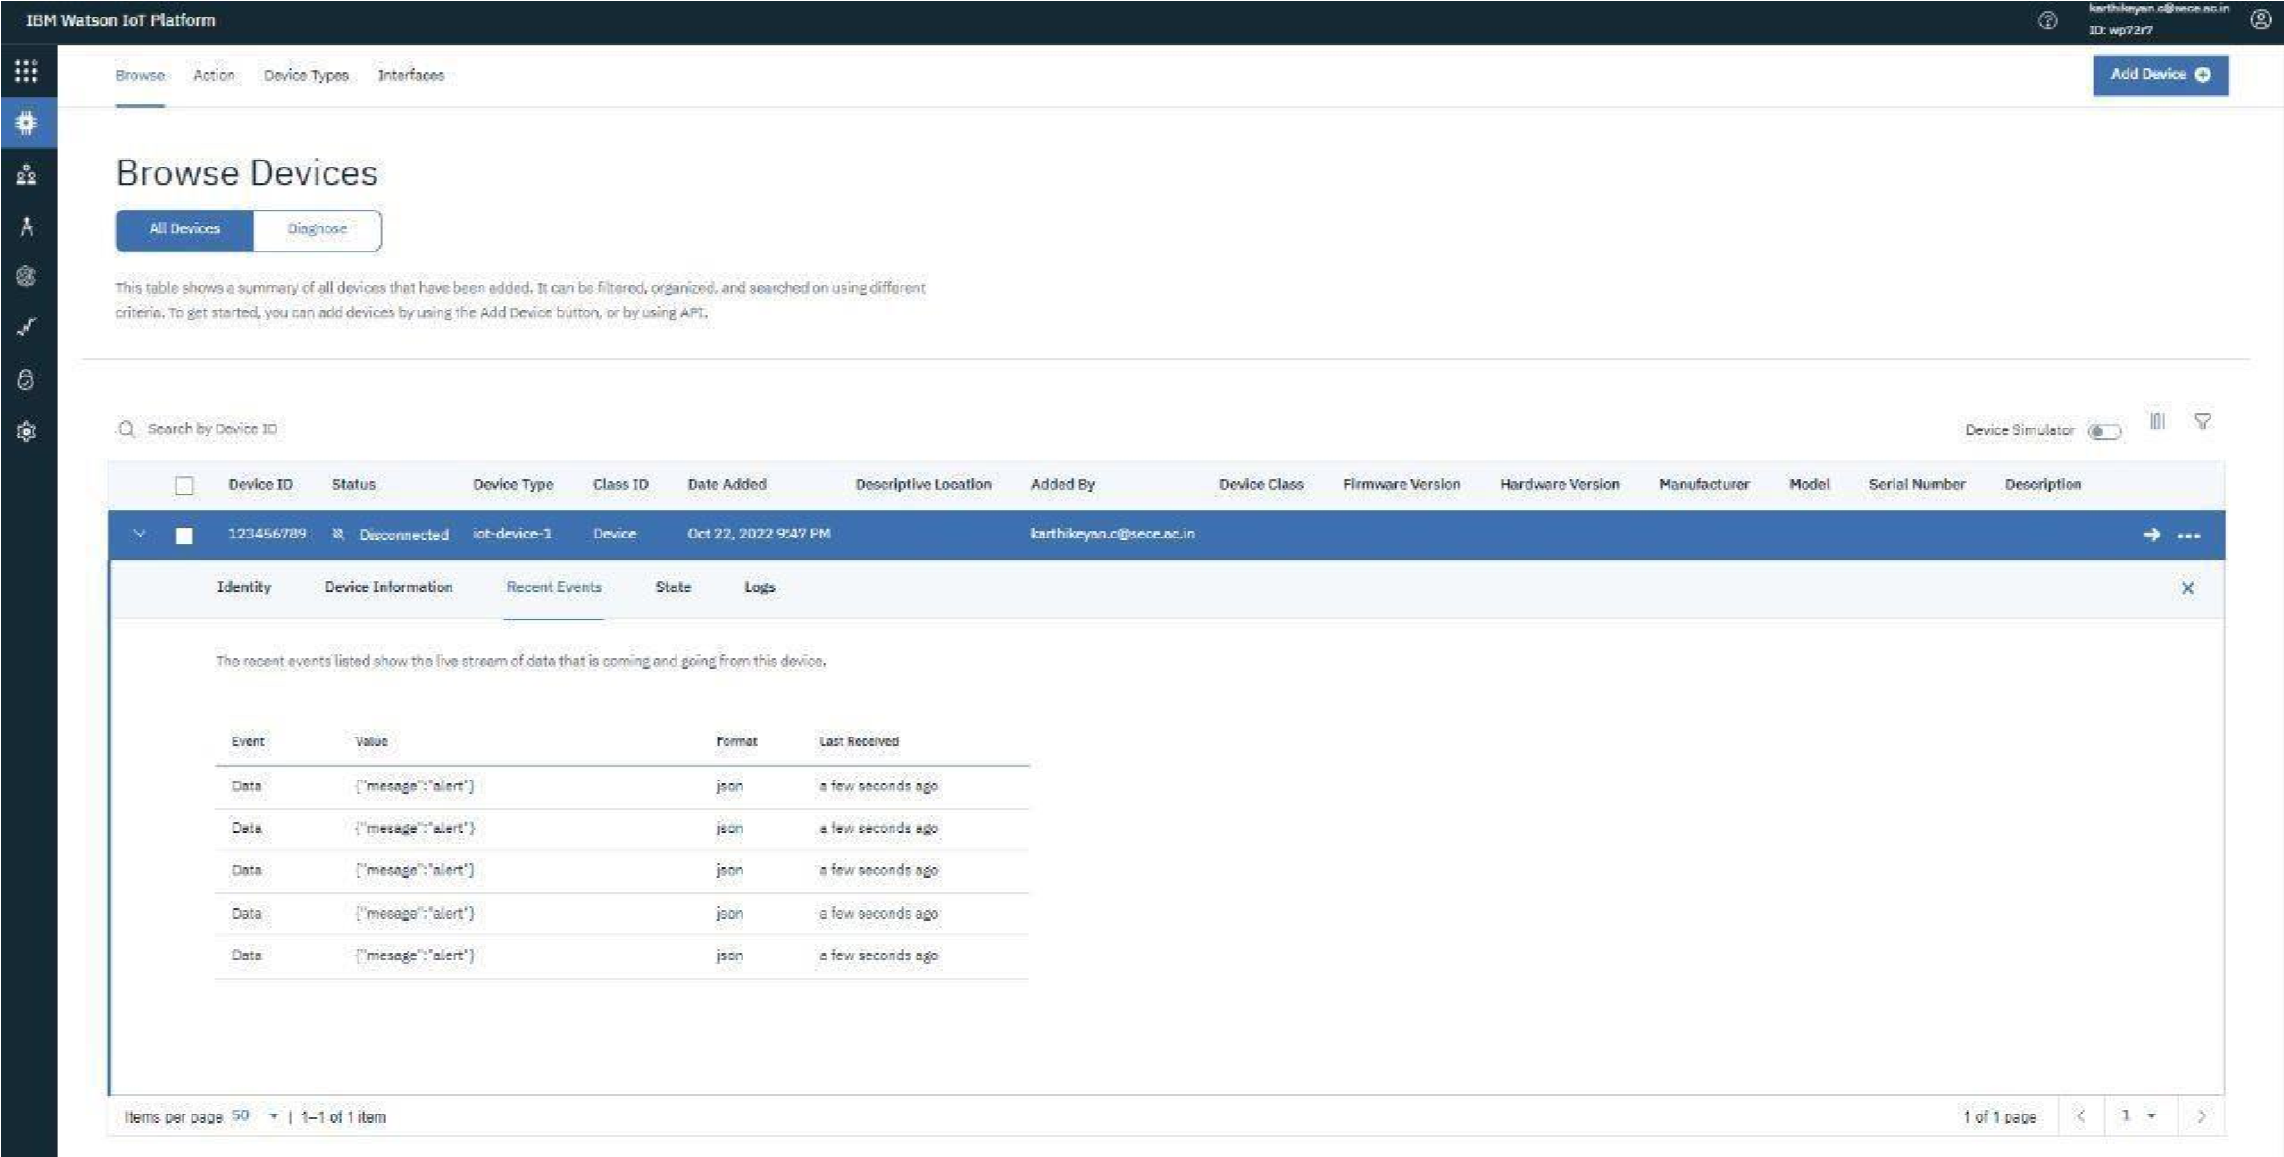 IBM Watson IoT Platform
karthikeyan.c@sece.ac.in
ID: wp72r7
Browse Action Device Types Interfaces
Add Device
Browse Devices
All Devices Diagnose
This table shows a summary of all devices that have been added. It can be filtered, organized, and searched on using different
criteria. To get started, you can add devices by using the Add Device button, or by using API.
Search by Device ID
Device Simulator
Device ID Status Device Type Class ID Date Added Descriptive Location Added By Device Class Firmware Version Hardware Version Manufacturer Model Serial Number Description
123456789 Disconnected iot-device-1 Device Oct 22, 2022 9:47 PM karthikeyan.c@sece.ac.in
Identity Device Information Recent Events State Logs
The recent events listed show the live stream of data that is coming and going from this device.
Event Value Format Last Received
Data {"mesage":"alert"} json a few seconds ago
Data {"mesage":"alert"} json a few seconds ago
Data {"mesage":"alert"} json a few seconds ago
Data {"mesage":"alert"} json a few seconds ago
Data {"mesage":"alert"} json a few seconds ago
Items per page 50 | 1–1 of 1 item
1 of 1 page 1